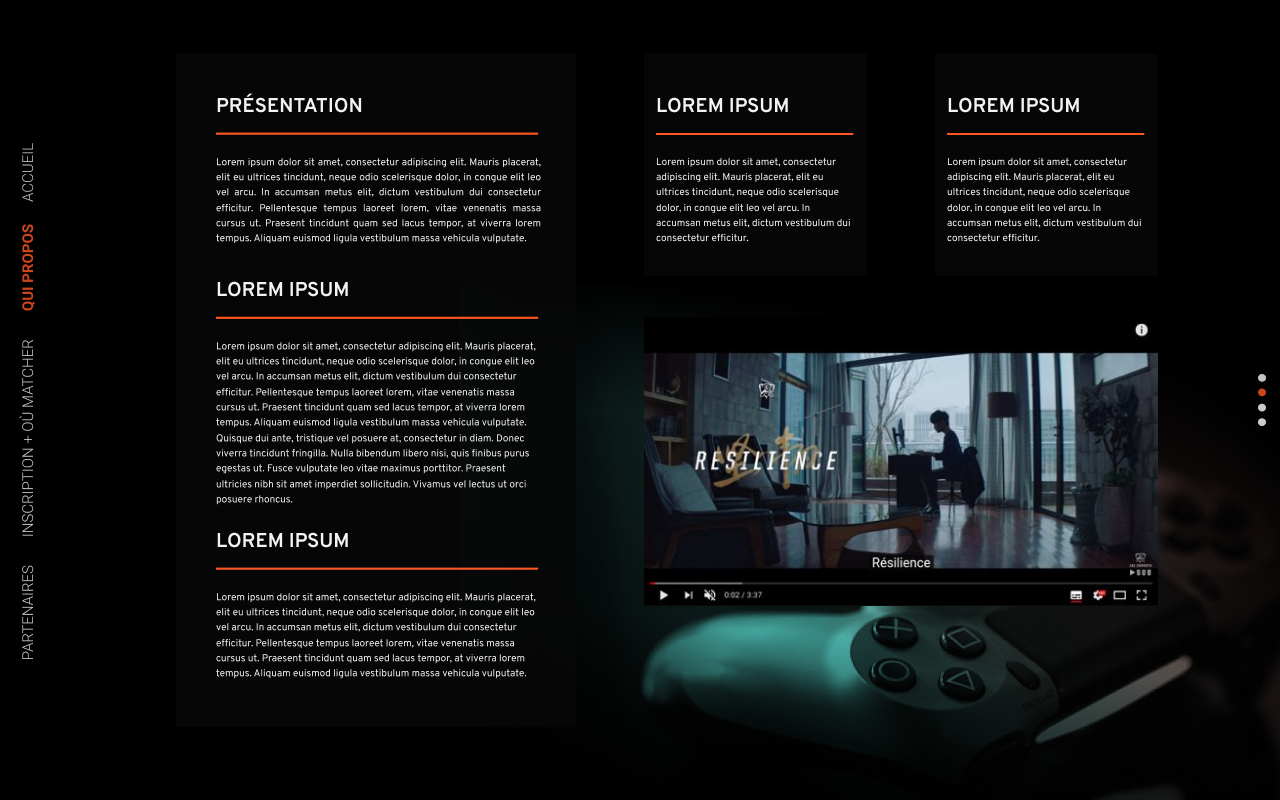 ACCUEIL
QUI PROPOS
INSCRIPTION + OÙ MATCHER
PARTENAIRES
PRÉSENTATION
Lorem ipsum dolor sit amet, consectetur adipiscing elit. Mauris placerat,
elit eu ultrices tincidunt, neque odio scelerisque dolor, in congue elit leo
vel arcu. In accumsan metus elit, dictum vestibulum dui consectetur
efficitur. Pellentesque tempus laoreet lorem, vitae venenatis massa
cursus ut. Praesent tincidunt quam sed lacus tempor, at viverra lorem
tempus. Aliquam euismod ligula vestibulum massa vehicula vulputate.
LOREM IPSUM
Lorem ipsum dolor sit amet, consectetur adipiscing elit. Mauris placerat,
elit eu ultrices tincidunt, neque odio scelerisque dolor, in congue elit leo
vel arcu. In accumsan metus elit, dictum vestibulum dui consectetur
efficitur. Pellentesque tempus laoreet lorem, vitae venenatis massa
cursus ut. Praesent tincidunt quam sed lacus tempor, at viverra lorem
tempus. Aliquam euismod ligula vestibulum massa vehicula vulputate.
Quisque dui ante, tristique vel posuere at, consectetur in diam. Donec
viverra tincidunt fringilla. Nulla bibendum libero nisi, quis finibus purus
egestas ut. Fusce vulputate leo vitae maximus porttitor. Praesent
ultricies nibh sit amet imperdiet sollicitudin. Vivamus vel lectus ut orci
posuere rhoncus.
LOREM IPSUM
Lorem ipsum dolor sit amet, consectetur adipiscing elit. Mauris placerat,
elit eu ultrices tincidunt, neque odio scelerisque dolor, in congue elit leo
vel arcu. In accumsan metus elit, dictum vestibulum dui consectetur
efficitur. Pellentesque tempus laoreet lorem, vitae venenatis massa
cursus ut. Praesent tincidunt quam sed lacus tempor, at viverra lorem
tempus. Aliquam euismod ligula vestibulum massa vehicula vulputate.
LOREM IPSUM
Lorem ipsum dolor sit amet, consectetur
adipiscing elit. Mauris placerat, elit eu
ultrices tincidunt, neque odio scelerisque
dolor, in congue elit leo vel arcu. In
accumsan metus elit, dictum vestibulum dui
consectetur efficitur.
LOREM IPSUM
Lorem ipsum dolor sit amet, consectetur
adipiscing elit. Mauris placerat, elit eu
ultrices tincidunt, neque odio scelerisque
dolor, in congue elit leo vel arcu. In
accumsan metus elit, dictum vestibulum dui
consectetur efficitur.
RESILIENCE
Résilience
0:02 / 3:37